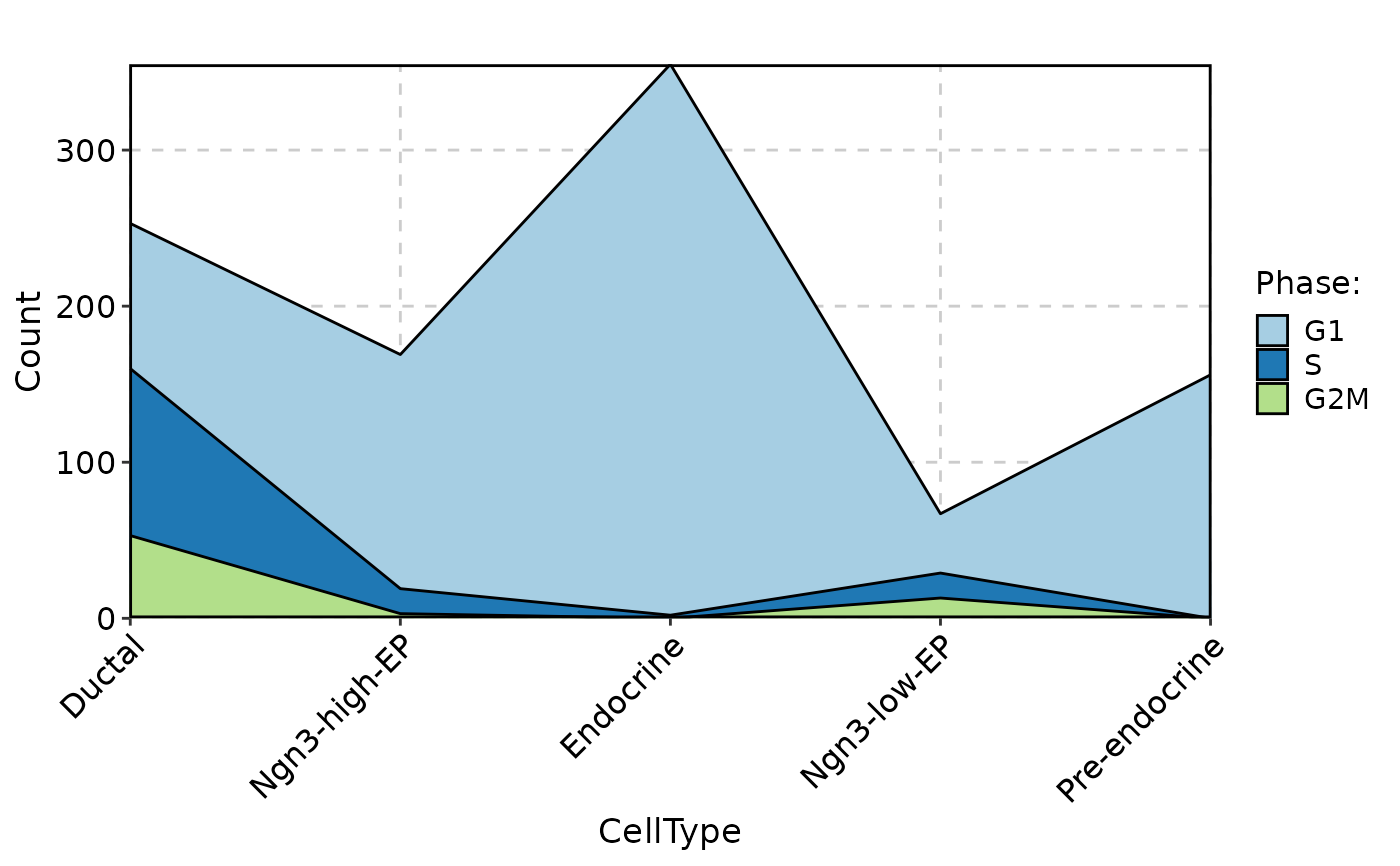 Count
300
200
100
0
Ductal
Ngn3-high-EP
Endocrine
Ngn3-low-EP
Pre-endocrine
CellType
Phase:
G1
S
G2M